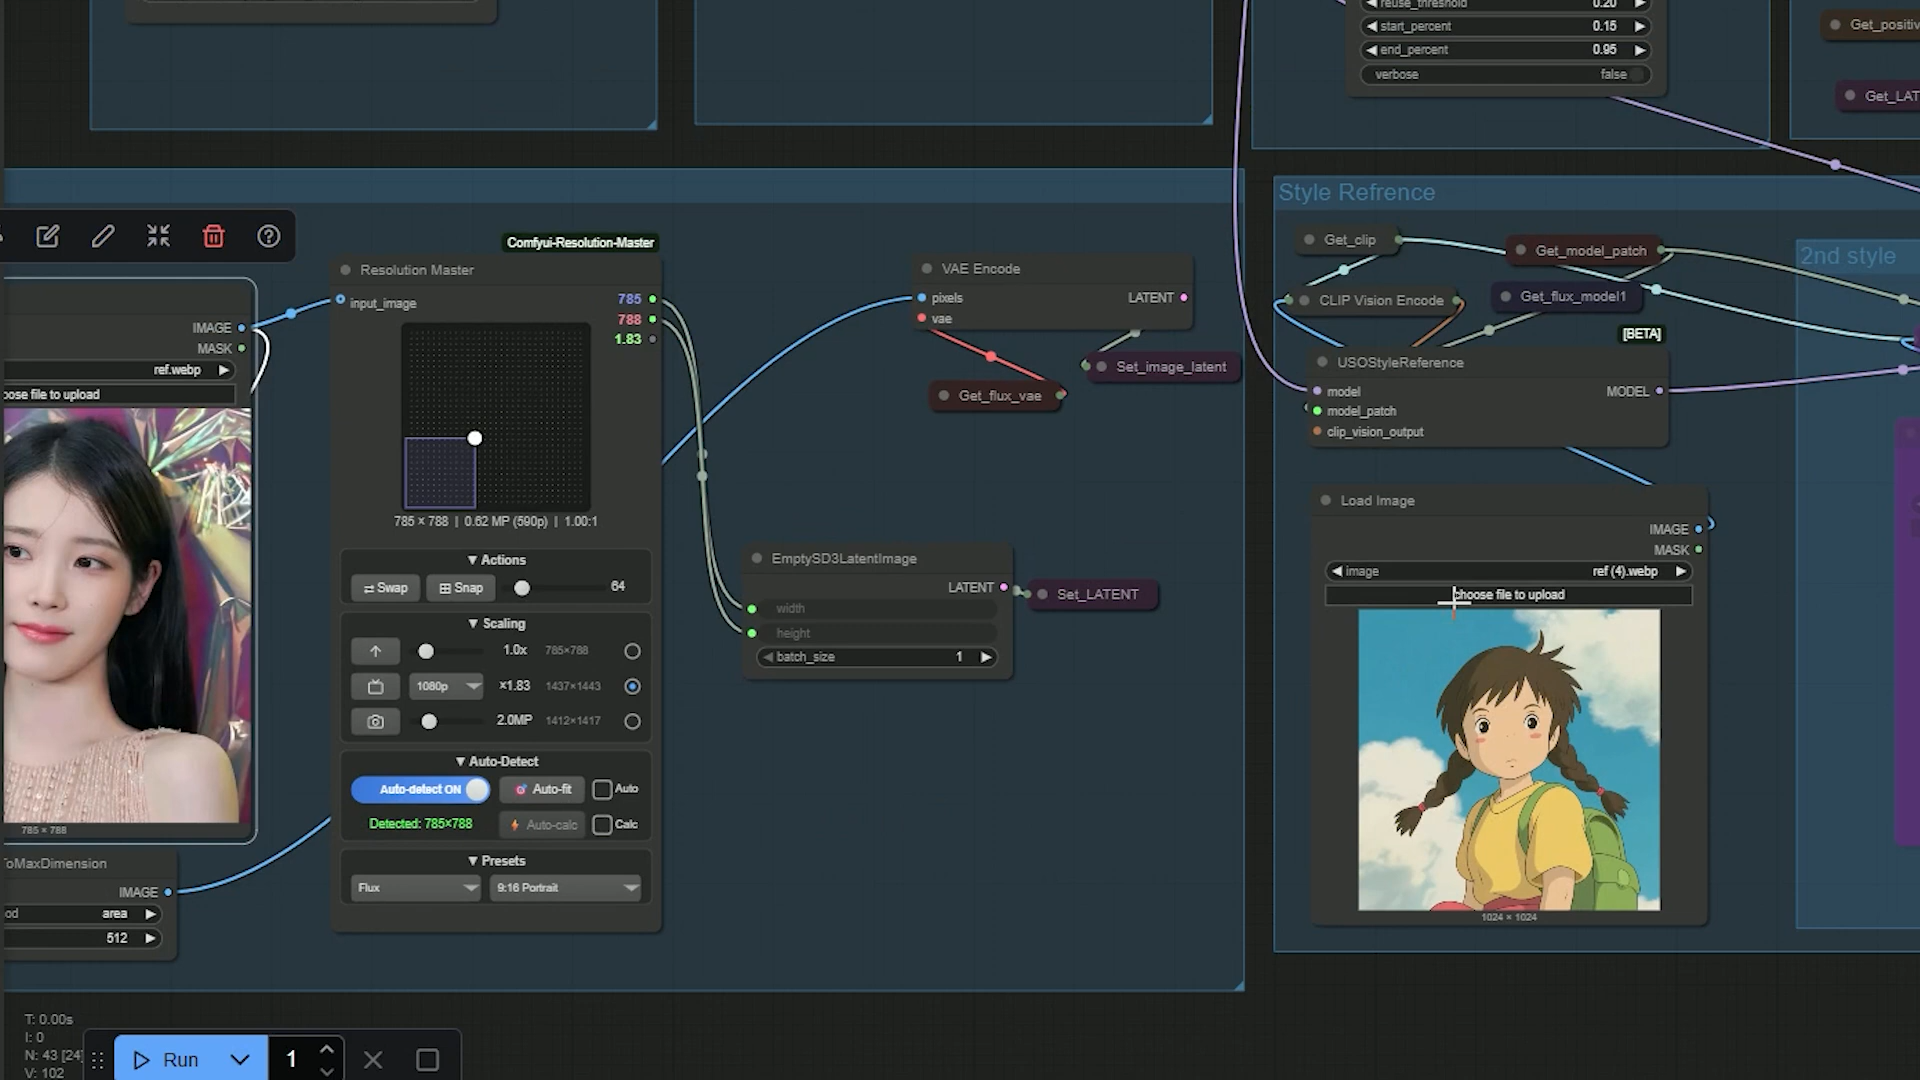 reuse_threshold 0.20
start_percent 0.15
end_percent 0.95
verbose false
Get_positiv
Get_LAT
Style Refrence
Comfyui-Resolution-Master
Resolution Master
input_image
785
788
1.83
785 × 788 | 0.62 MP (590p) | 1.00:1
▼ Actions
Swap
Snap
64
▼ Scaling
1.0x 785×788
1080p ×1.83 1437×1443
2.0MP 1412×1417
▼ Auto-Detect
Auto-detect ON
Auto-fit
Auto
Detected: 785×788
Auto-calc
Calc
▼ Presets
Flux
9:16 Portrait
IMAGE
MASK
ref.webp
oose file to upload
785 × 788
ToMaxDimension
IMAGE
od area
512
VAE Encode
pixels LATENT
vae
Set_image_latent
Get_flux_vae
EmptySD3LatentImage
LATENT
width
height
batch_size 1
Set_LATENT
Get_clip
Get_model_patch
2nd style
CLIP Vision Encode
Get_flux_model1
[BETA]
USOStyleReference
model MODEL
model_patch
clip_vision_output
Load Image
IMAGE
MASK
image ref (4).webp
choose file to upload
1024 × 1024
T: 0.00s
I: 0
N: 43 [24]
V: 102
Run
1